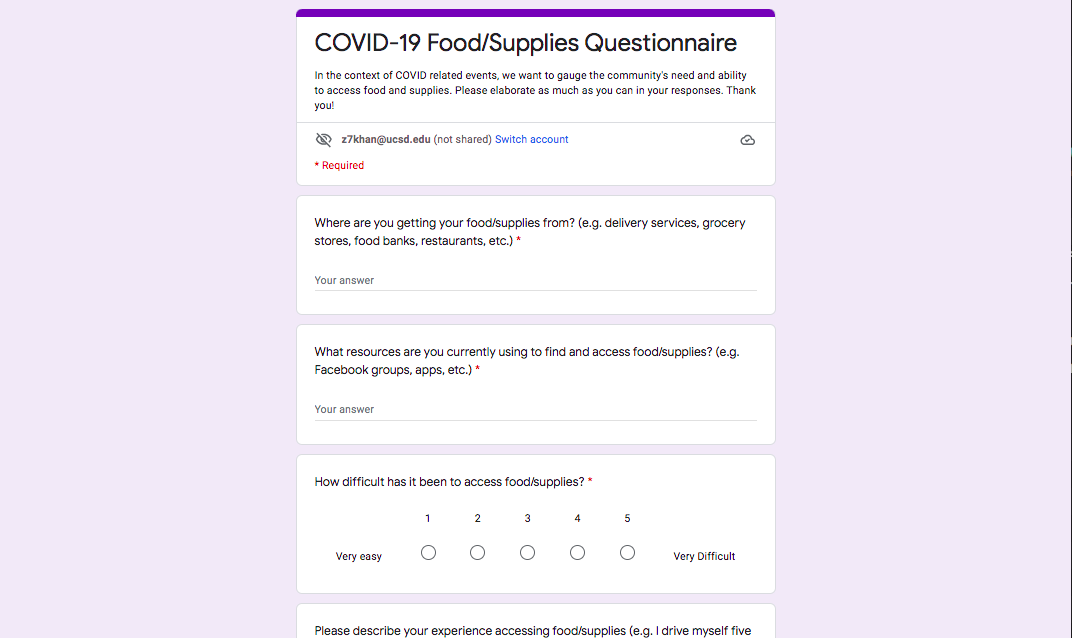 COVID-19 Food/Supplies Questionnaire
In the context of COVID related events, we want to gauge the community's need and ability
to access food and supplies. Please elaborate as much as you can in your responses. Thank
you!
z7khan@ucsd.edu (not shared) Switch account
* Required
Where are you getting your food/supplies from? (e.g. delivery services, grocery
stores, food banks, restaurants, etc.) *
Your answer
What resources are you currently using to find and access food/supplies? (e.g.
Facebook groups, apps, etc.) *
Your answer
How difficult has it been to access food/supplies? *
1 2 3 4 5
Very easy Very Difficult
Please describe your experience accessing food/supplies (e.g. I drive myself five